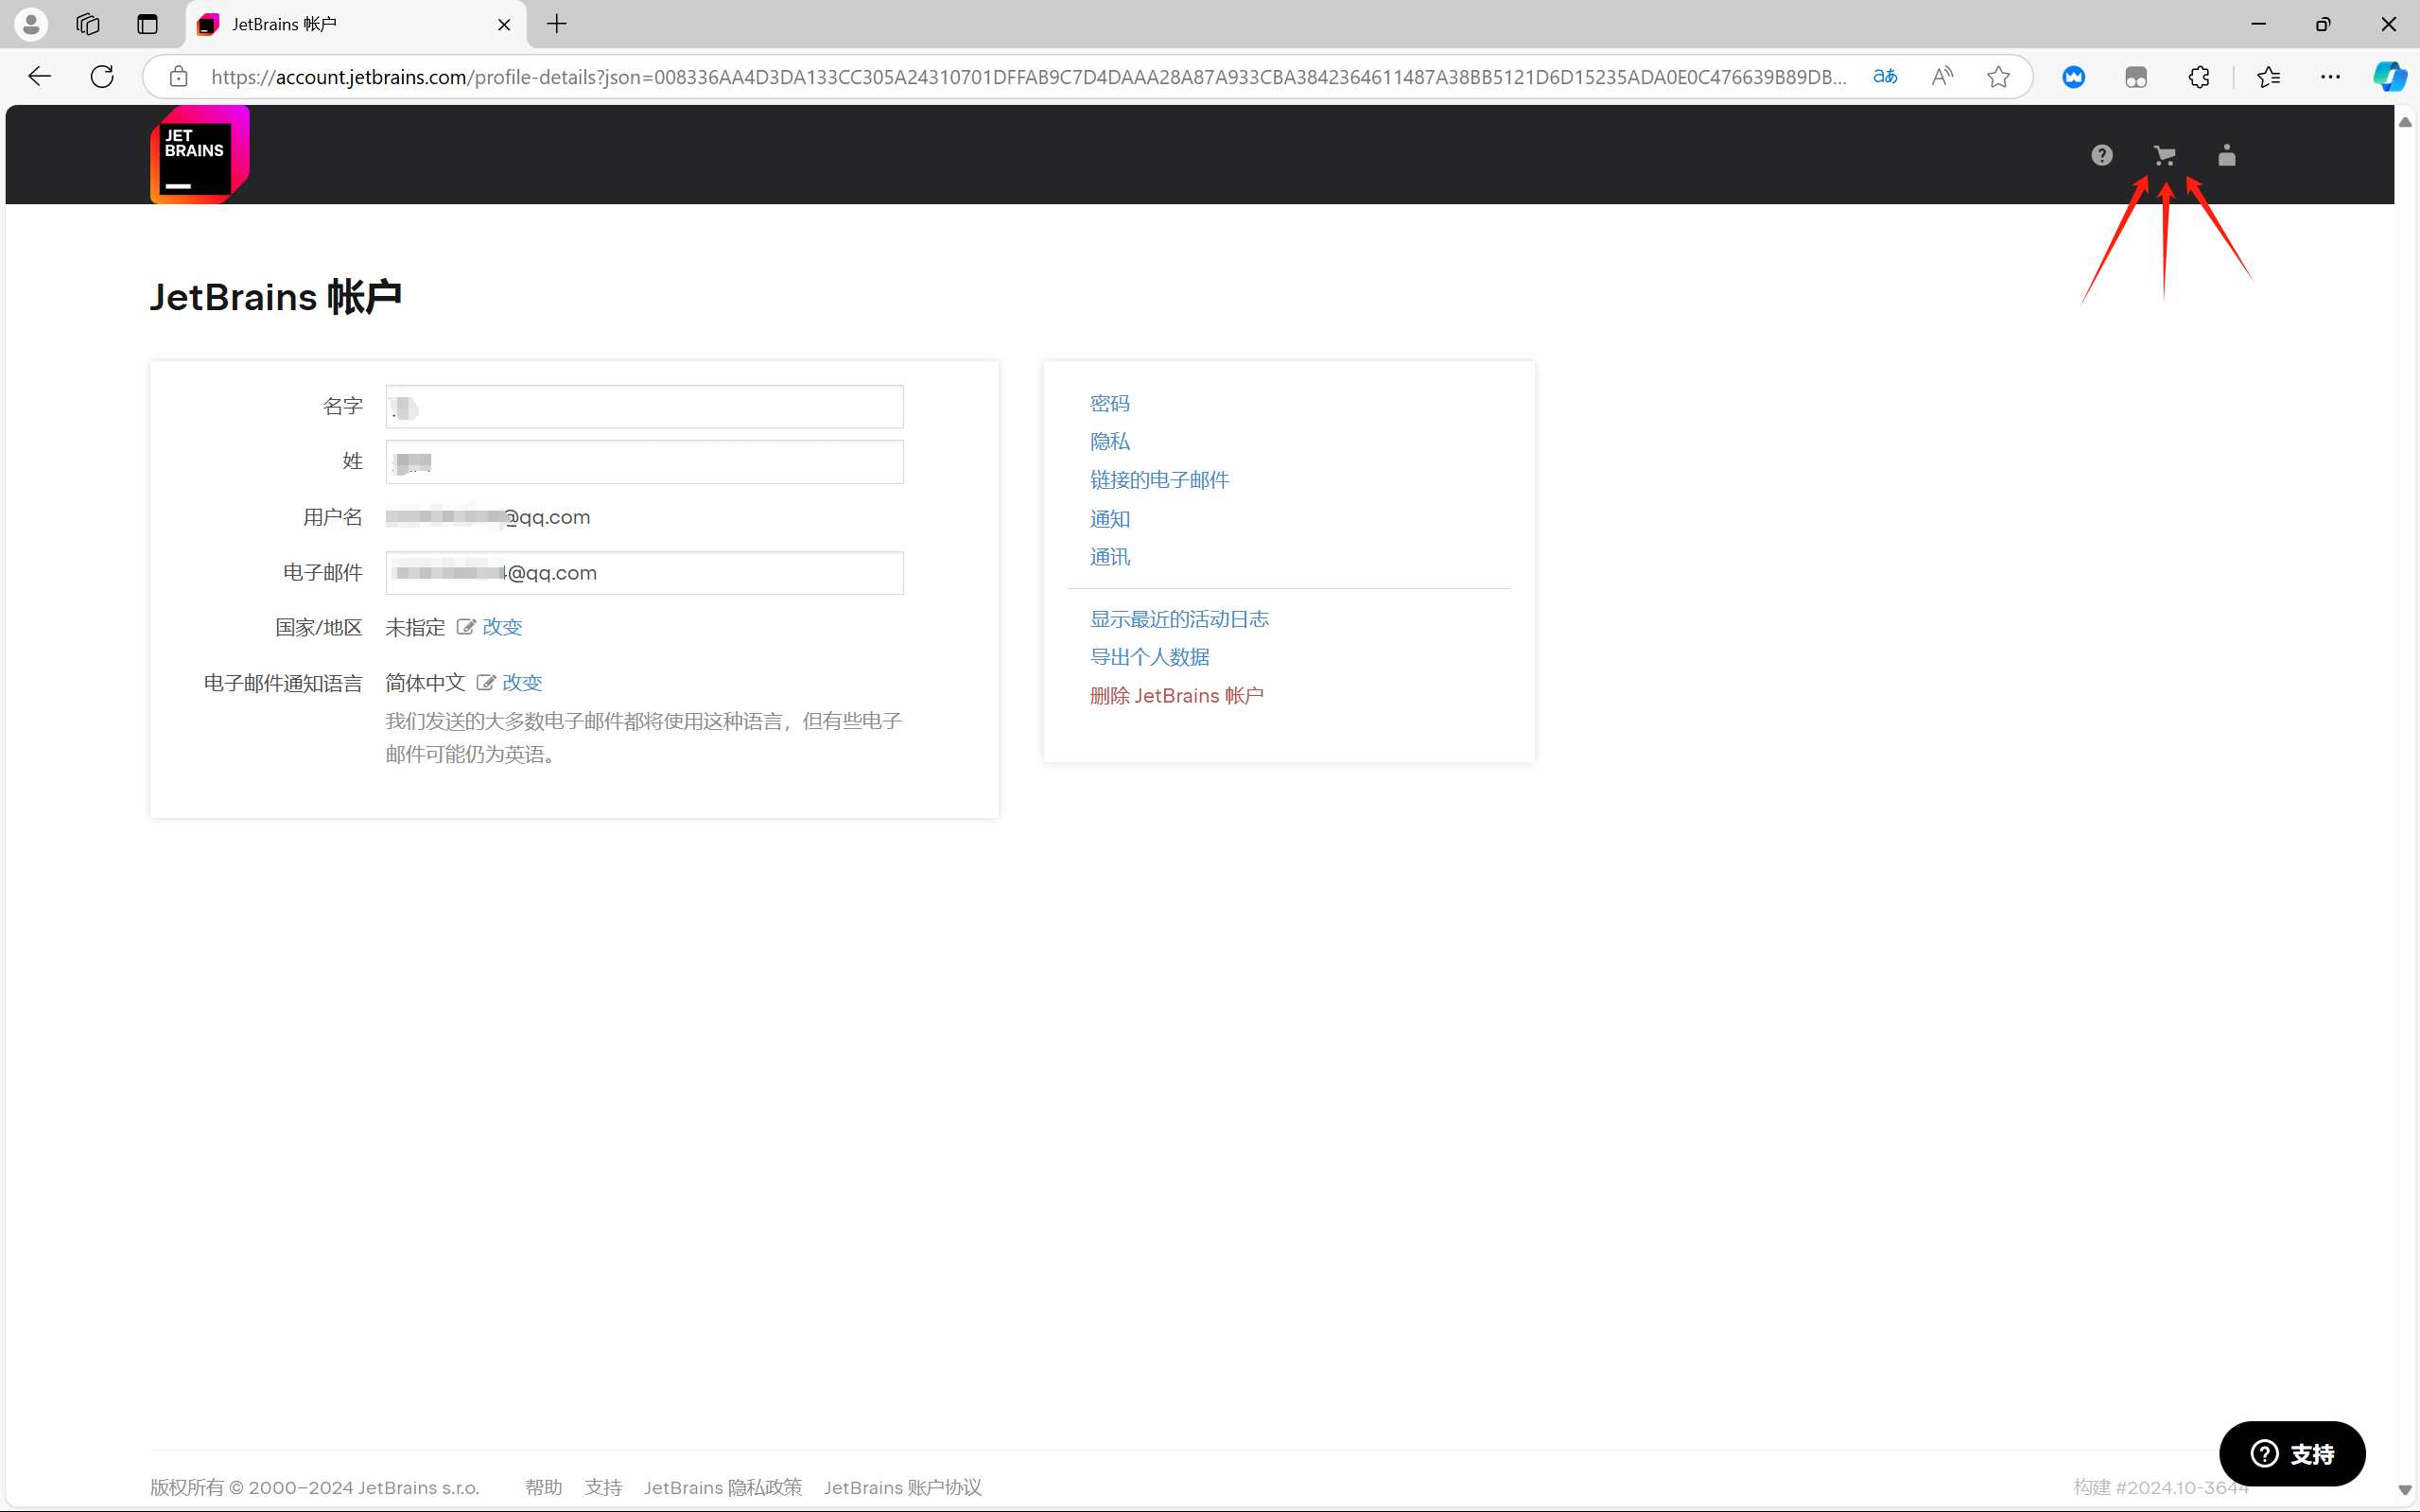 JetBrains 帐户
https://account.jetbrains.com/profile-details?json=008336AA4D3DA133CC305A24310701DFFAB9C7D4DAAA28A87A933CBA3842364611487A38BB5121D6D15235ADA0E0C476639B89DB...
aあ
JET
BRAINS
JetBrains 帐户
名字
姓
用户名 @qq.com
电子邮件 @qq.com
国家/地区 未指定 改变
电子邮件通知语言 简体中文 改变
我们发送的大多数电子邮件都将使用这种语言，但有些电子
邮件可能仍为英语。
密码
隐私
链接的电子邮件
通知
通讯
显示最近的活动日志
导出个人数据
删除 JetBrains 帐户
支持
版权所有 © 2000–2024 JetBrains s.r.o. 帮助 支持 JetBrains 隐私政策 JetBrains 账户协议 构建 #2024.10-3644